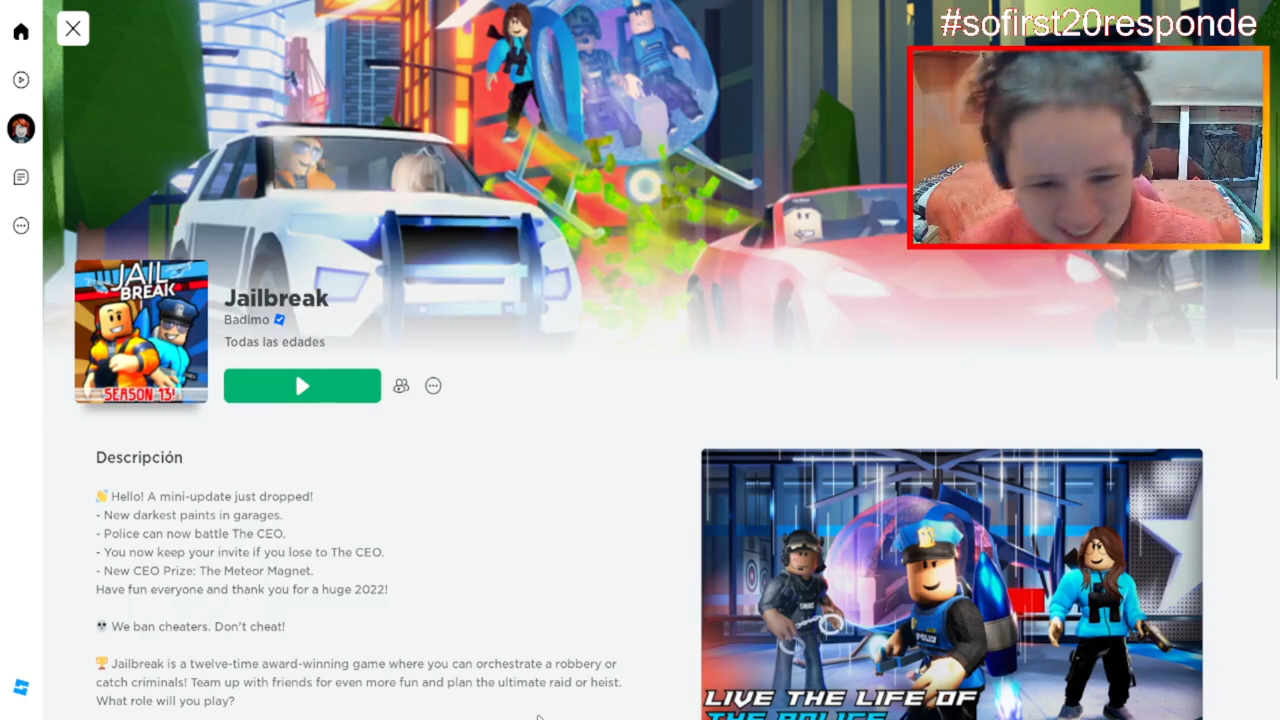 #sofirst20responde
JAIL
BREAK
SEASON 13!
Jailbreak
Badimo
Todas las edades
Descripción
👋 Hello! A mini-update just dropped!
- New darkest paints in garages.
- Police can now battle The CEO.
- You now keep your invite if you lose to The CEO.
- New CEO Prize: The Meteor Magnet.
Have fun everyone and thank you for a huge 2022!
💀 We ban cheaters. Don't cheat!
🏆 Jailbreak is a twelve-time award-winning game where you can orchestrate a robbery or
catch criminals! Team up with friends for even more fun and plan the ultimate raid or heist.
What role will you play?
SWAT
POLICE
LIVE THE LIFE OF
THE POLICE